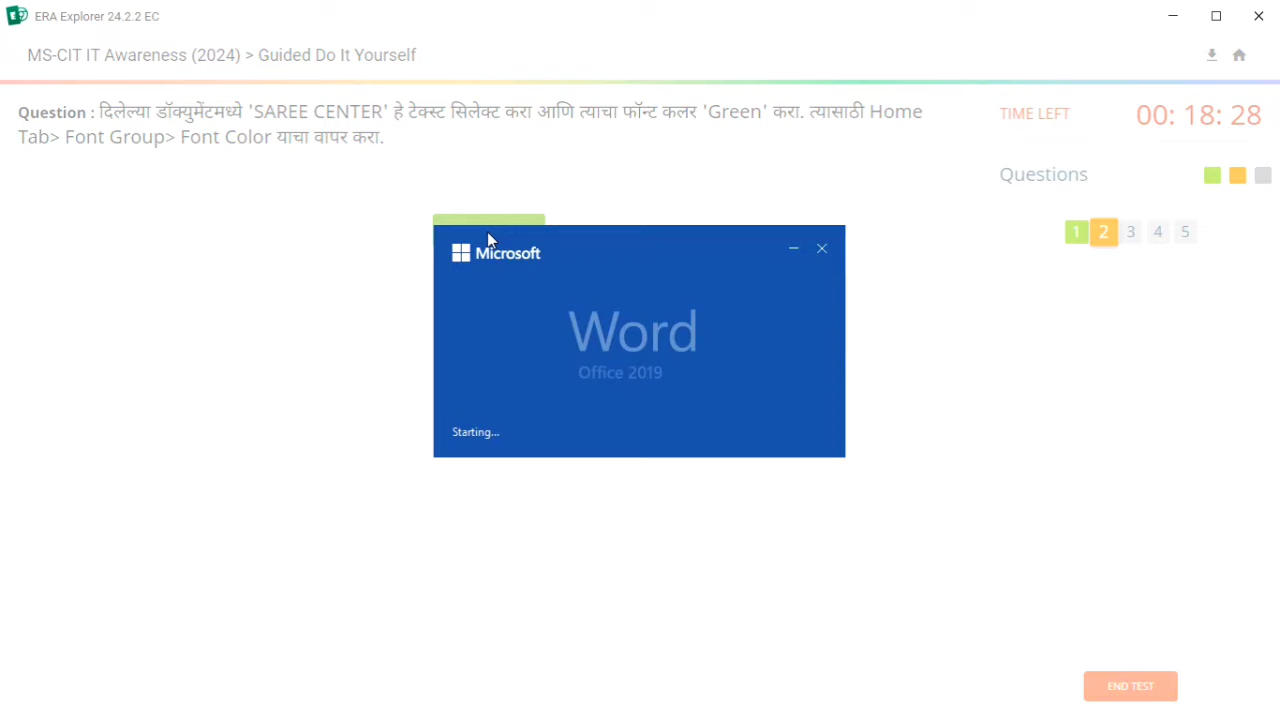 ERA Explorer 24.2.2 EC
MS-CIT IT Awareness (2024) > Guided Do It Yourself
Question : दिलेल्या डॉक्युमेंटमध्ये 'SAREE CENTER' हे टेक्स्ट सिलेक्ट करा आणि त्याचा फॉन्ट कलर 'Green' करा. त्यासाठी Home
Tab> Font Group> Font Color याचा वापर करा.
TIME LEFT
00: 18: 28
Questions
1 2 3 4 5
Microsoft
Word
Office 2019
Starting...
END TEST